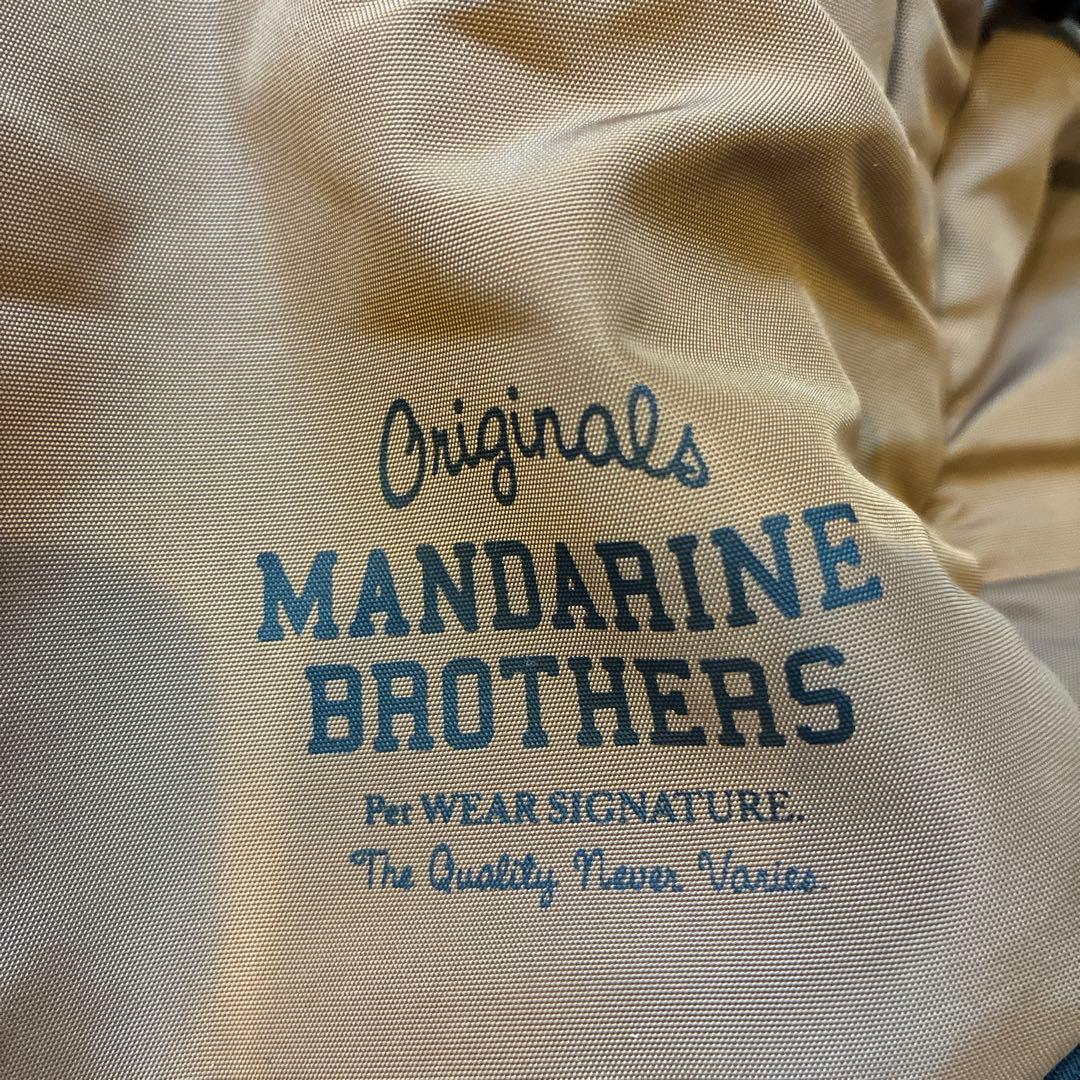 Originals
MANDARINE
BROTHERS
Pet WEAR SIGNATURE.
The Quality Never Varies.